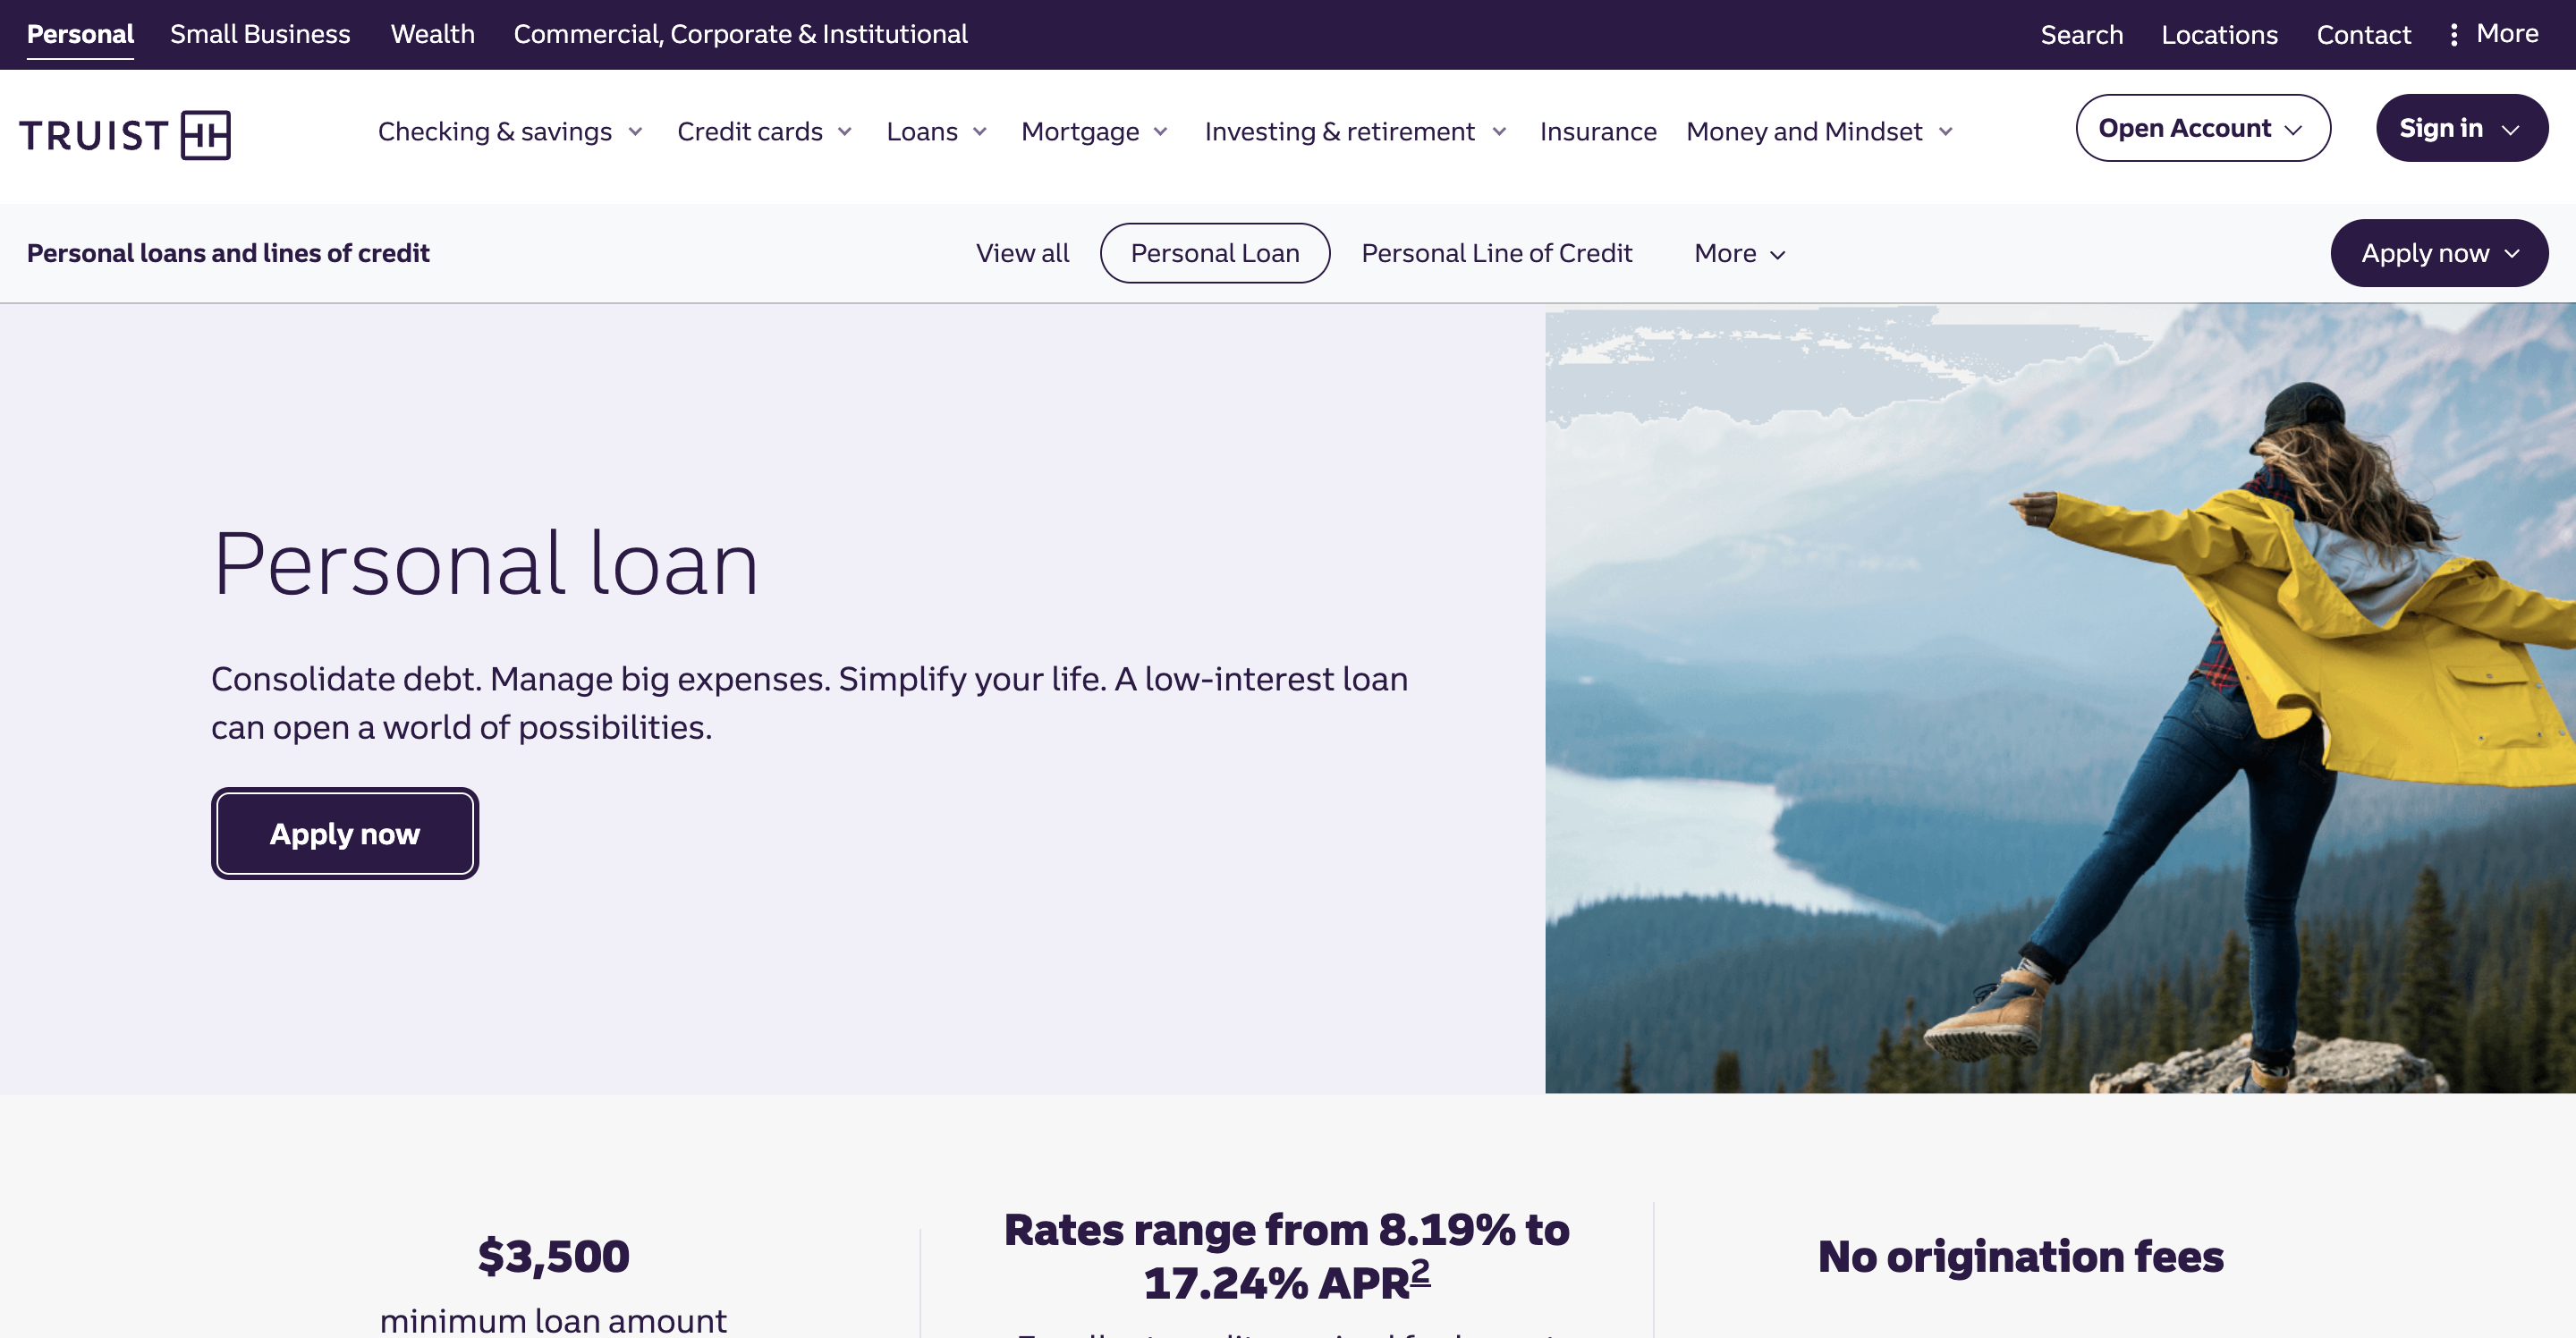 Personal Small Business Wealth Commercial, Corporate & Institutional Search Locations Contact More
TRUIST Checking & savings Credit cards Loans Mortgage Investing & retirement Insurance Money and Mindset Open Account Sign in
Personal loans and lines of credit View all Personal Loan Personal Line of Credit More Apply now
Personal loan
Consolidate debt. Manage big expenses. Simplify your life. A low-interest loan
can open a world of possibilities.
Apply now
$3,500
minimum loan amount
Rates range from 8.19% to
17.24% APR2
No origination fees